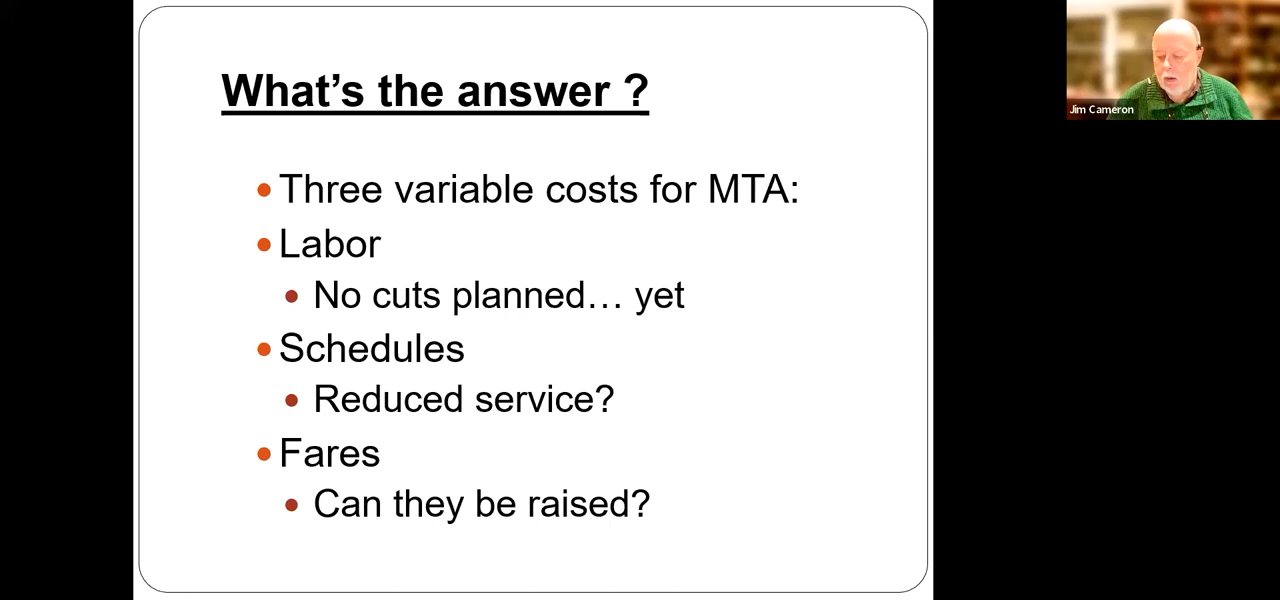 What's the answer ?
Three variable costs for MTA:
Labor
No cuts planned… yet
Schedules
Reduced service?
Fares
Can they be raised?
Jim Cameron